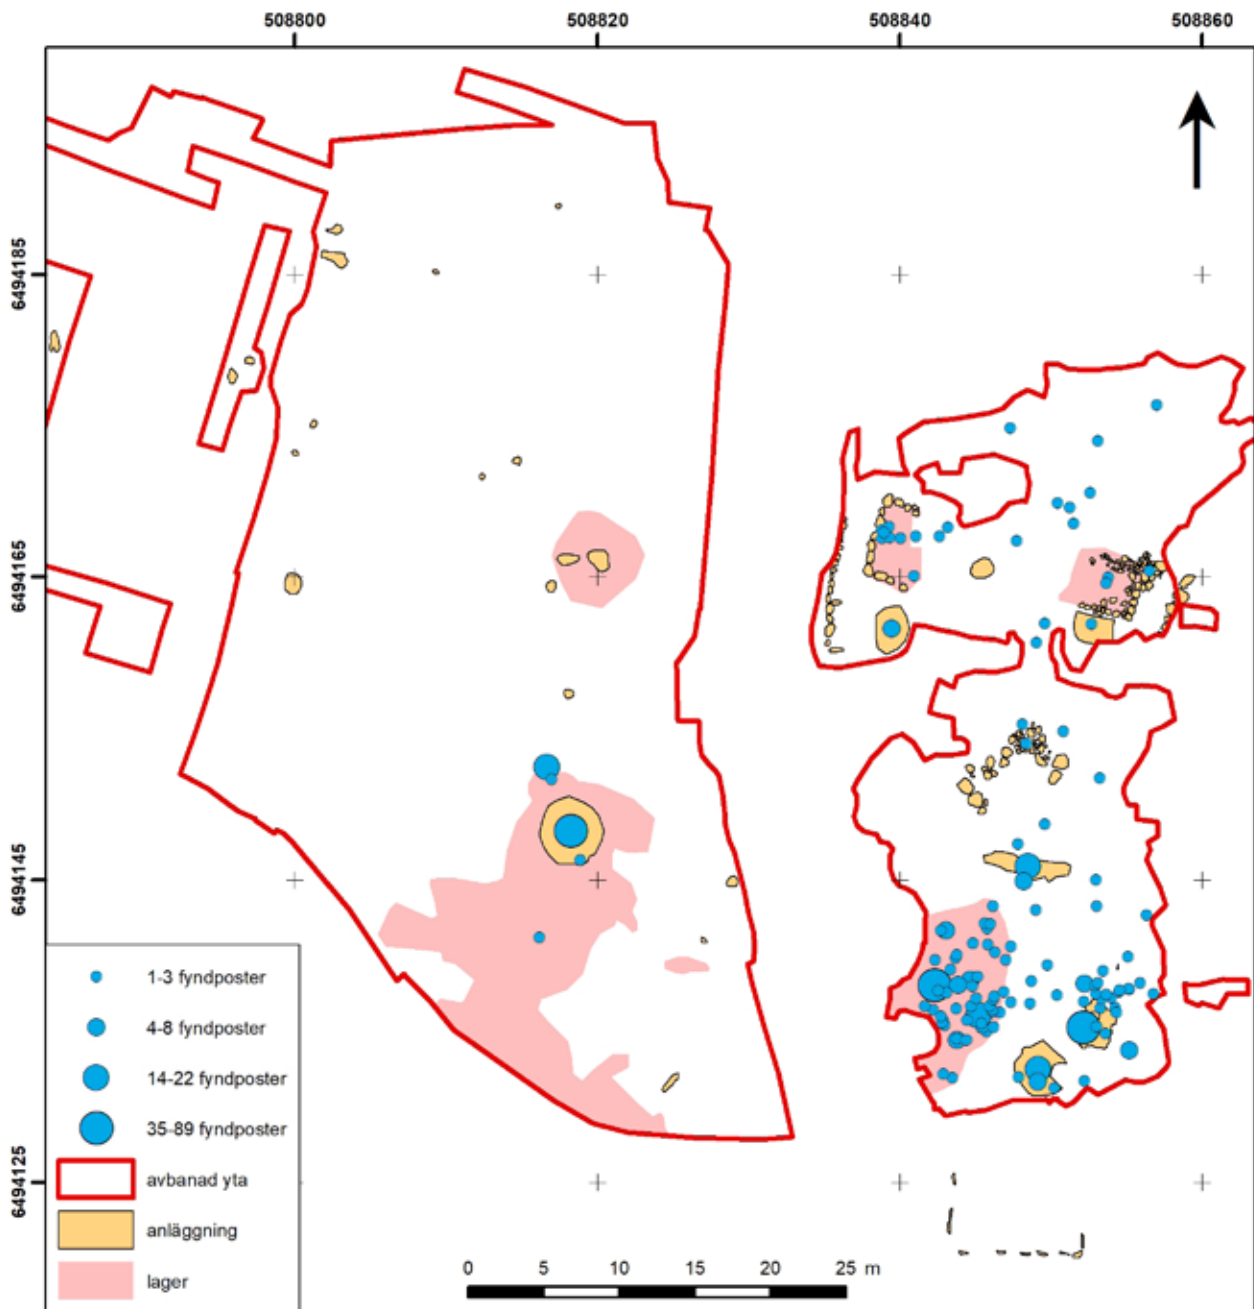 508800 508820 508840 508860
6494185
6494165
6494145
6494125
1-3 fyndposter
4-8 fyndposter
14-22 fyndposter
35-89 fyndposter
avbanad yta
anläggning
lager
0 5 10 15 20 25 m